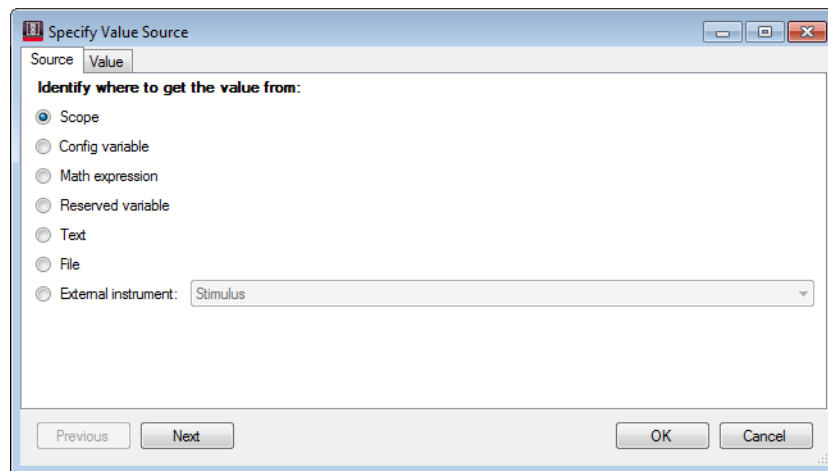 Specify Value Source
Source Value
Identify where to get the value from:
Scope
Config variable
Math expression
Reserved variable
Text
File
External instrument: Stimulus
Previous Next OK Cancel